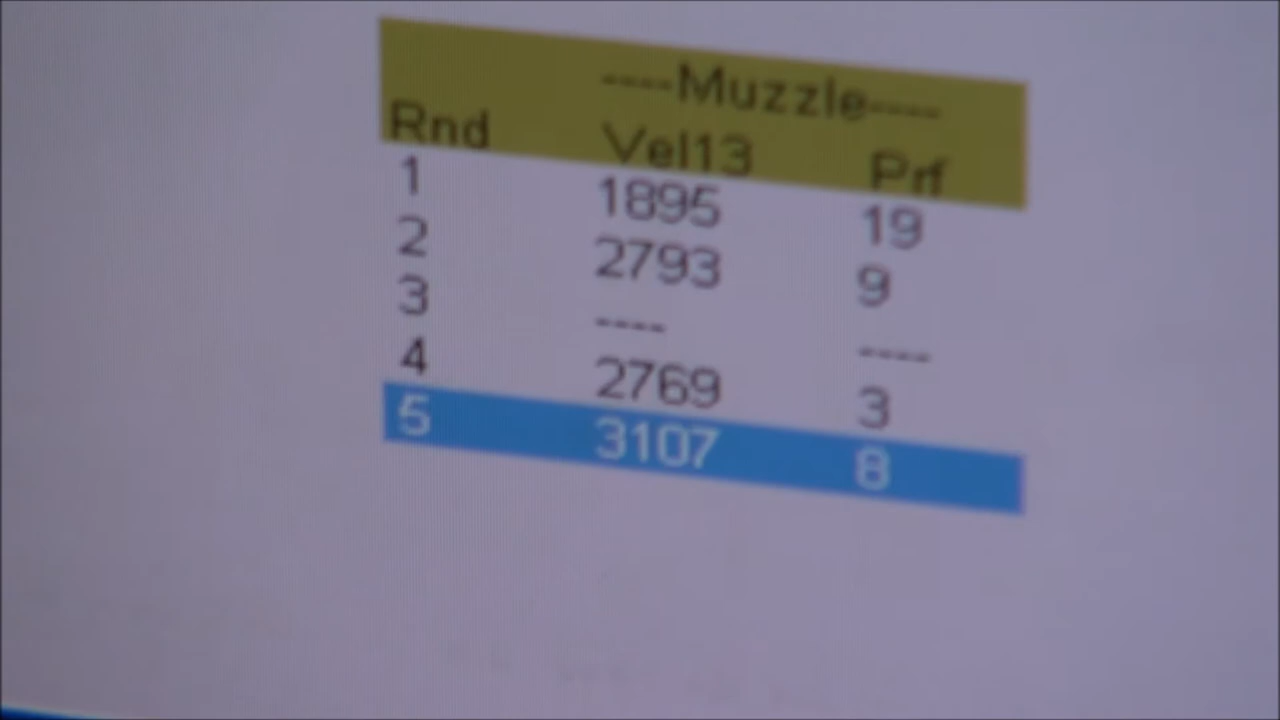 ----Muzzle----
Rnd Vel13 Prf
1 1895 19
2 2793 9
3 ---- ----
4 2769 3
5 3107 8